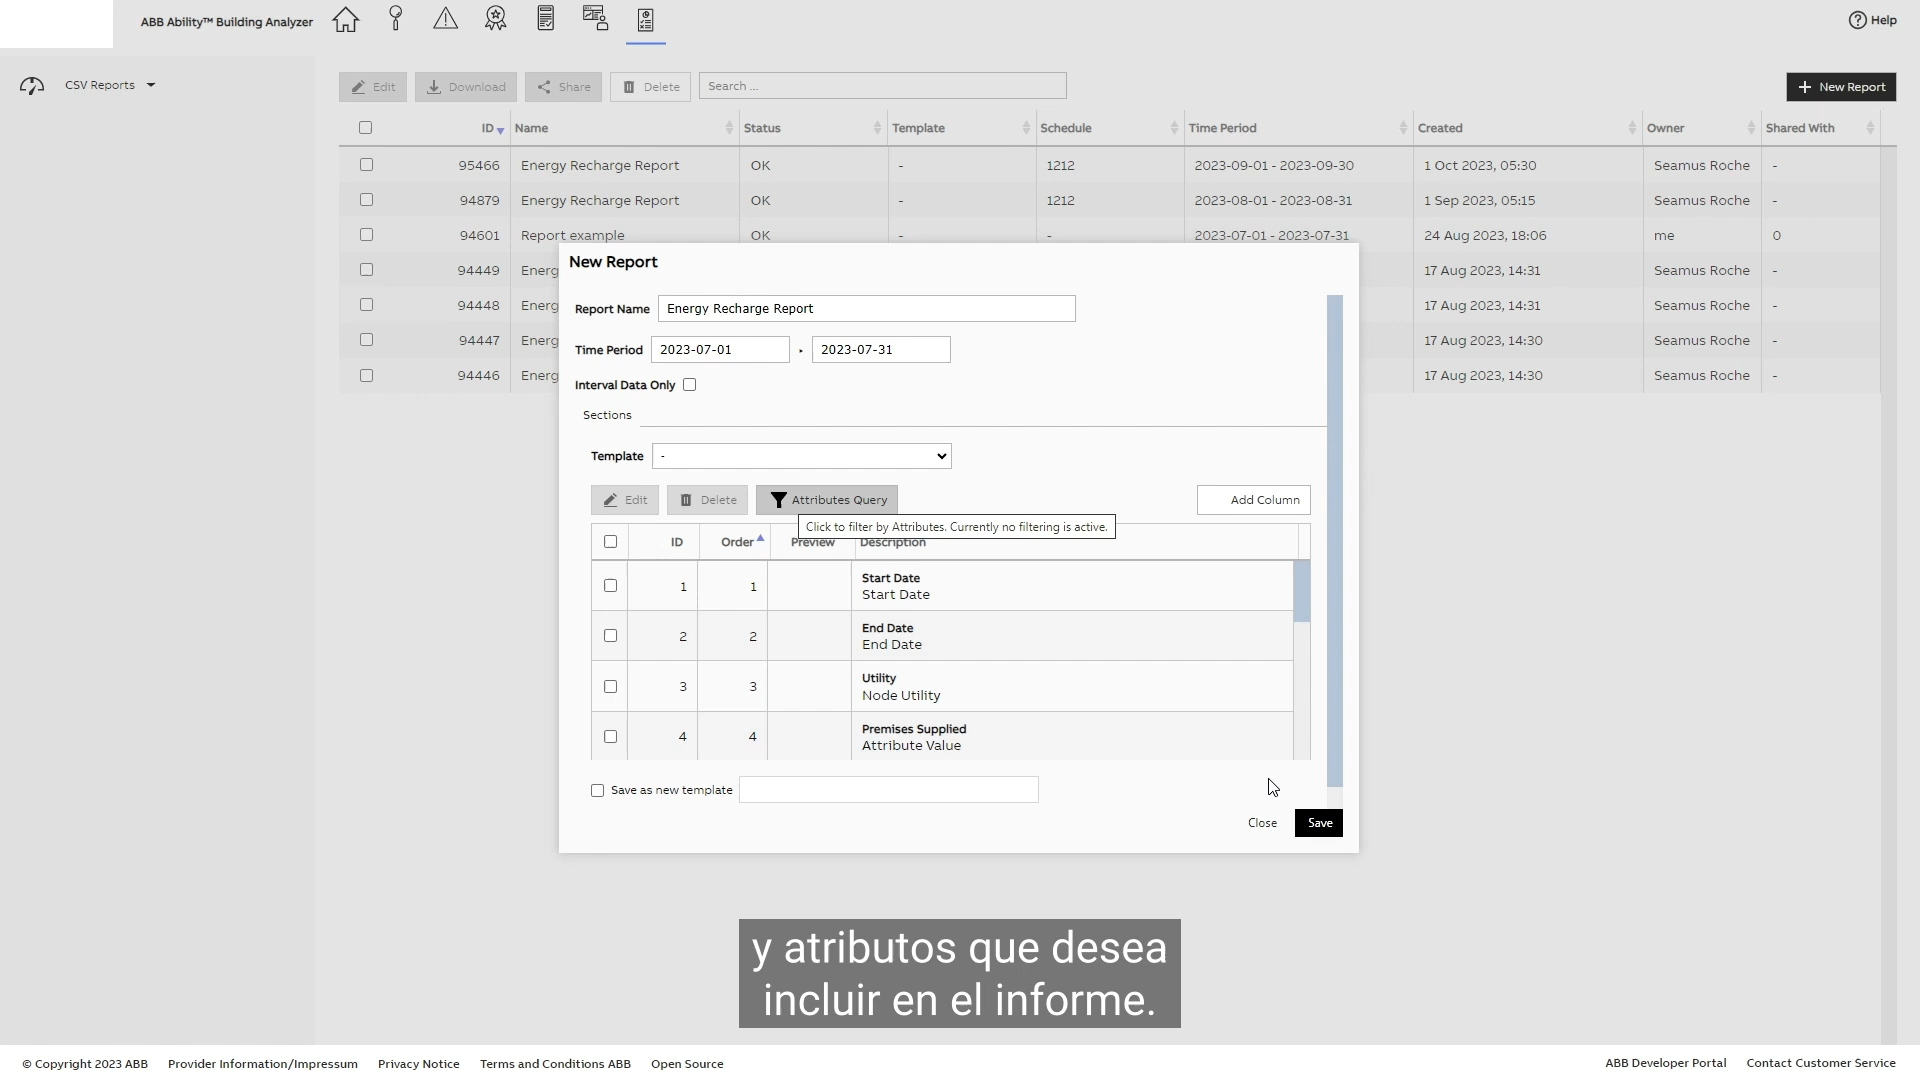 ABB Ability™ Building Analyzer
Help
CSV Reports
Edit Download Share Delete Search ... New Report
ID Name Status Template Schedule Time Period Created Owner Shared With
95466 Energy Recharge Report OK - 1212 2023-09-01 - 2023-09-30 1 Oct 2023, 05:30 Seamus Roche -
94879 Energy Recharge Report OK - 1212 2023-08-01 - 2023-08-31 1 Sep 2023, 05:15 Seamus Roche -
94601 Report example OK - - 2023-07-01 - 2023-07-31 24 Aug 2023, 18:06 me 0
94449 Energ 17 Aug 2023, 14:31 Seamus Roche -
94448 Energ 17 Aug 2023, 14:31 Seamus Roche -
94447 Energ 17 Aug 2023, 14:30 Seamus Roche -
94446 Energ 17 Aug 2023, 14:30 Seamus Roche -
New Report
Report Name Energy Recharge Report
Time Period 2023-07-01 2023-07-31
Interval Data Only
Sections
Template -
Edit Delete Attributes Query Add Column
Click to filter by Attributes. Currently no filtering is active.
ID Order Preview Description
1 1 Start Date
Start Date
2 2 End Date
End Date
3 3 Utility
Node Utility
4 4 Premises Supplied
Attribute Value
Save as new template
Close Save
y atributos que desea
incluir en el informe.
© Copyright 2023 ABB Provider Information/Impressum Privacy Notice Terms and Conditions ABB Open Source ABB Developer Portal Contact Customer Service